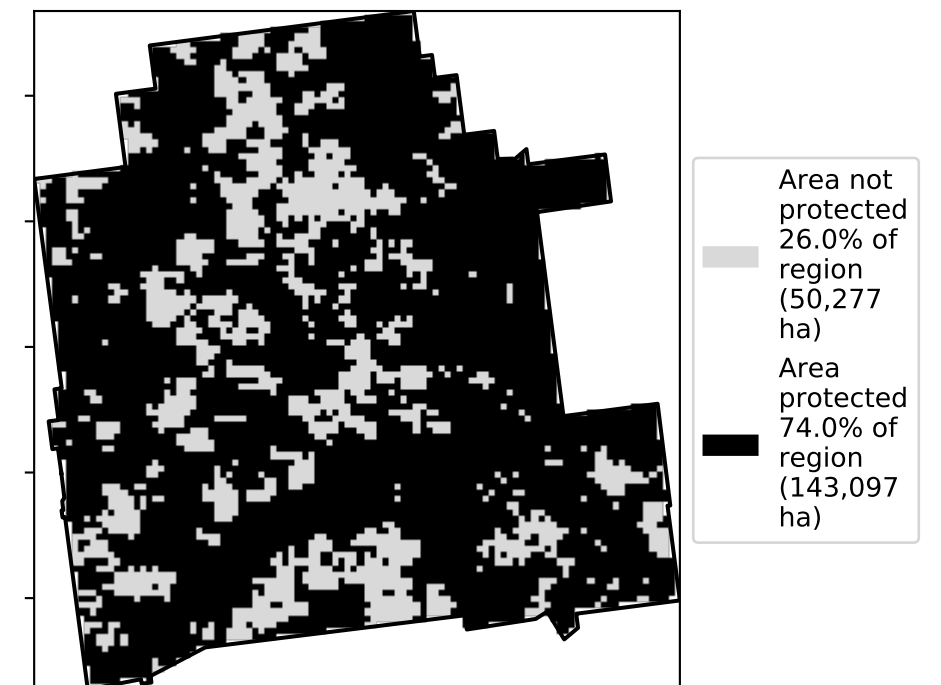 Area not
protected
26.0% of
region
(50,277
ha)
Area
protected
74.0% of
region
(143,097
ha)